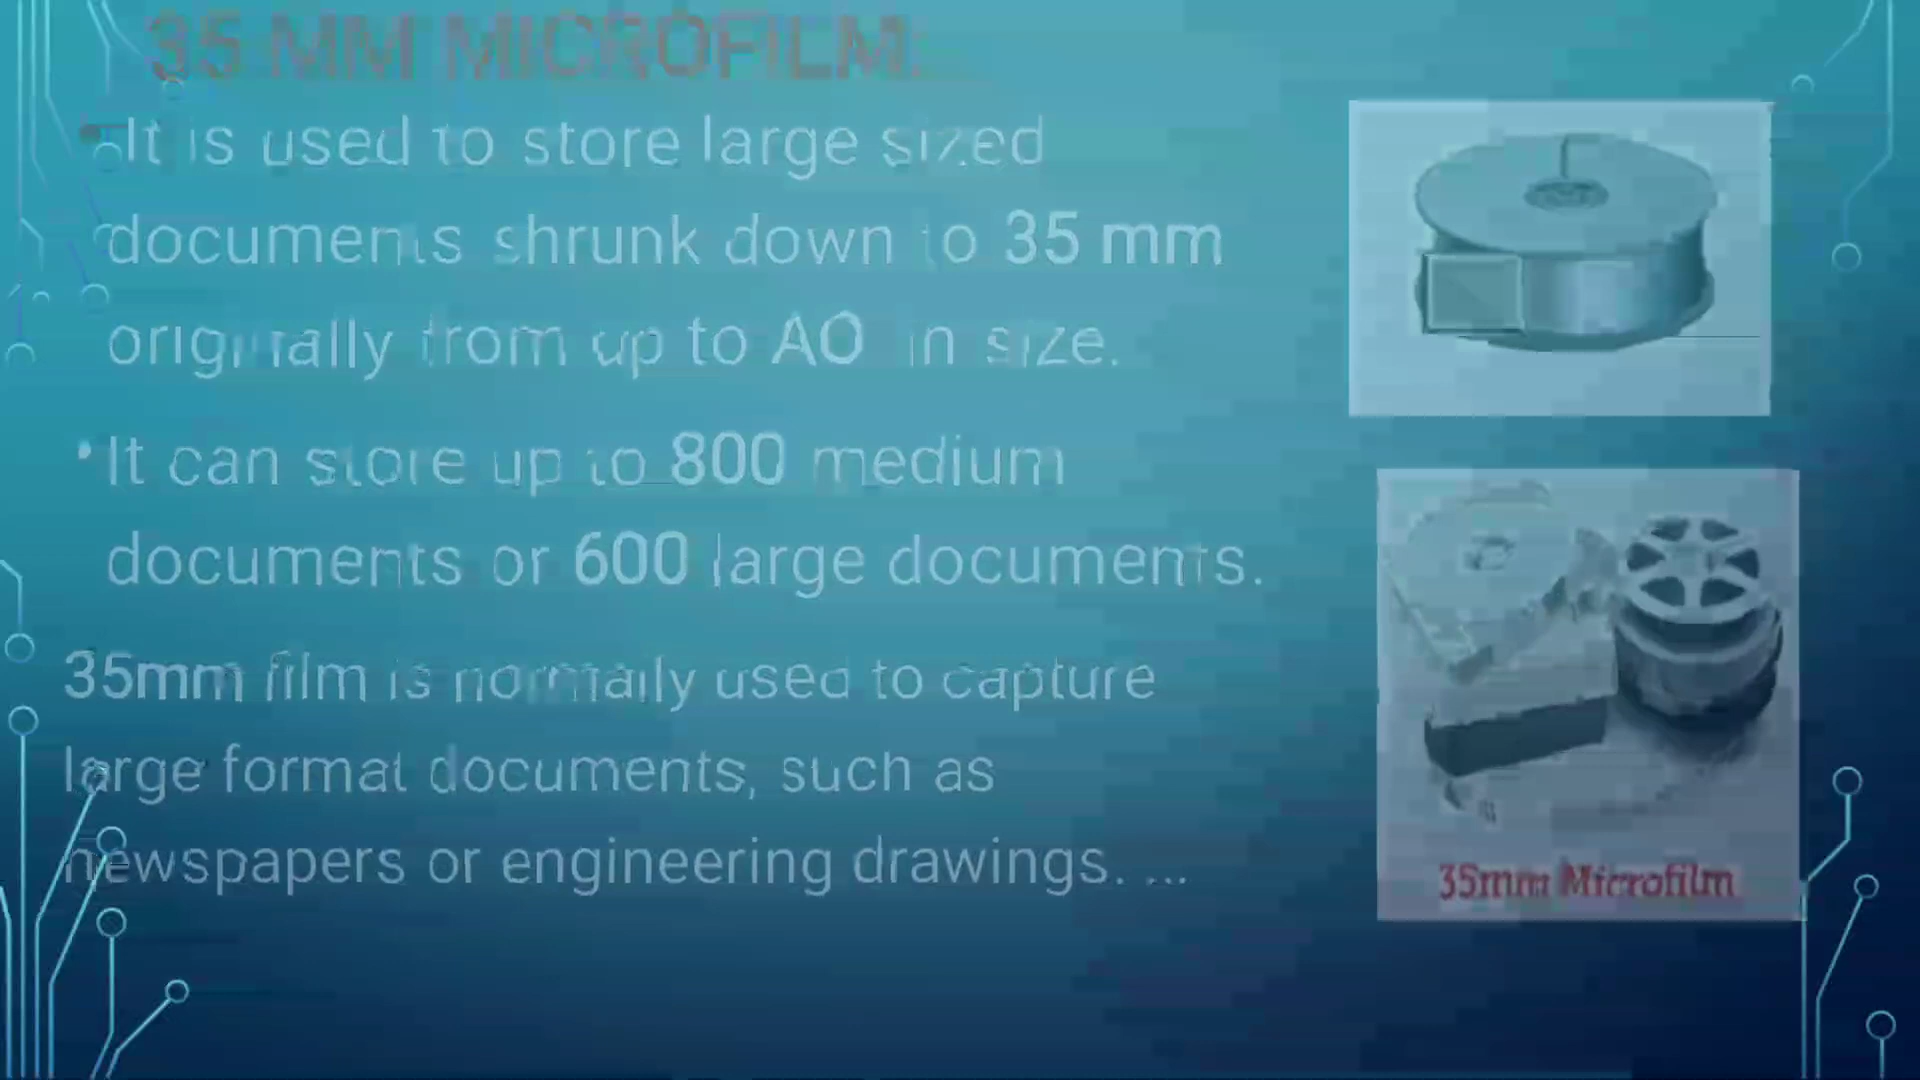 35 MM MICROFILM:
• It is used to store large sized
documents shrunk down to 35 mm
originally from up to AO in size.
• It can store up to 800 medium
documents or 600 large documents.
35mm film is normally used to capture
large format documents, such as
newspapers or engineering drawings. ...
35mm Microfilm